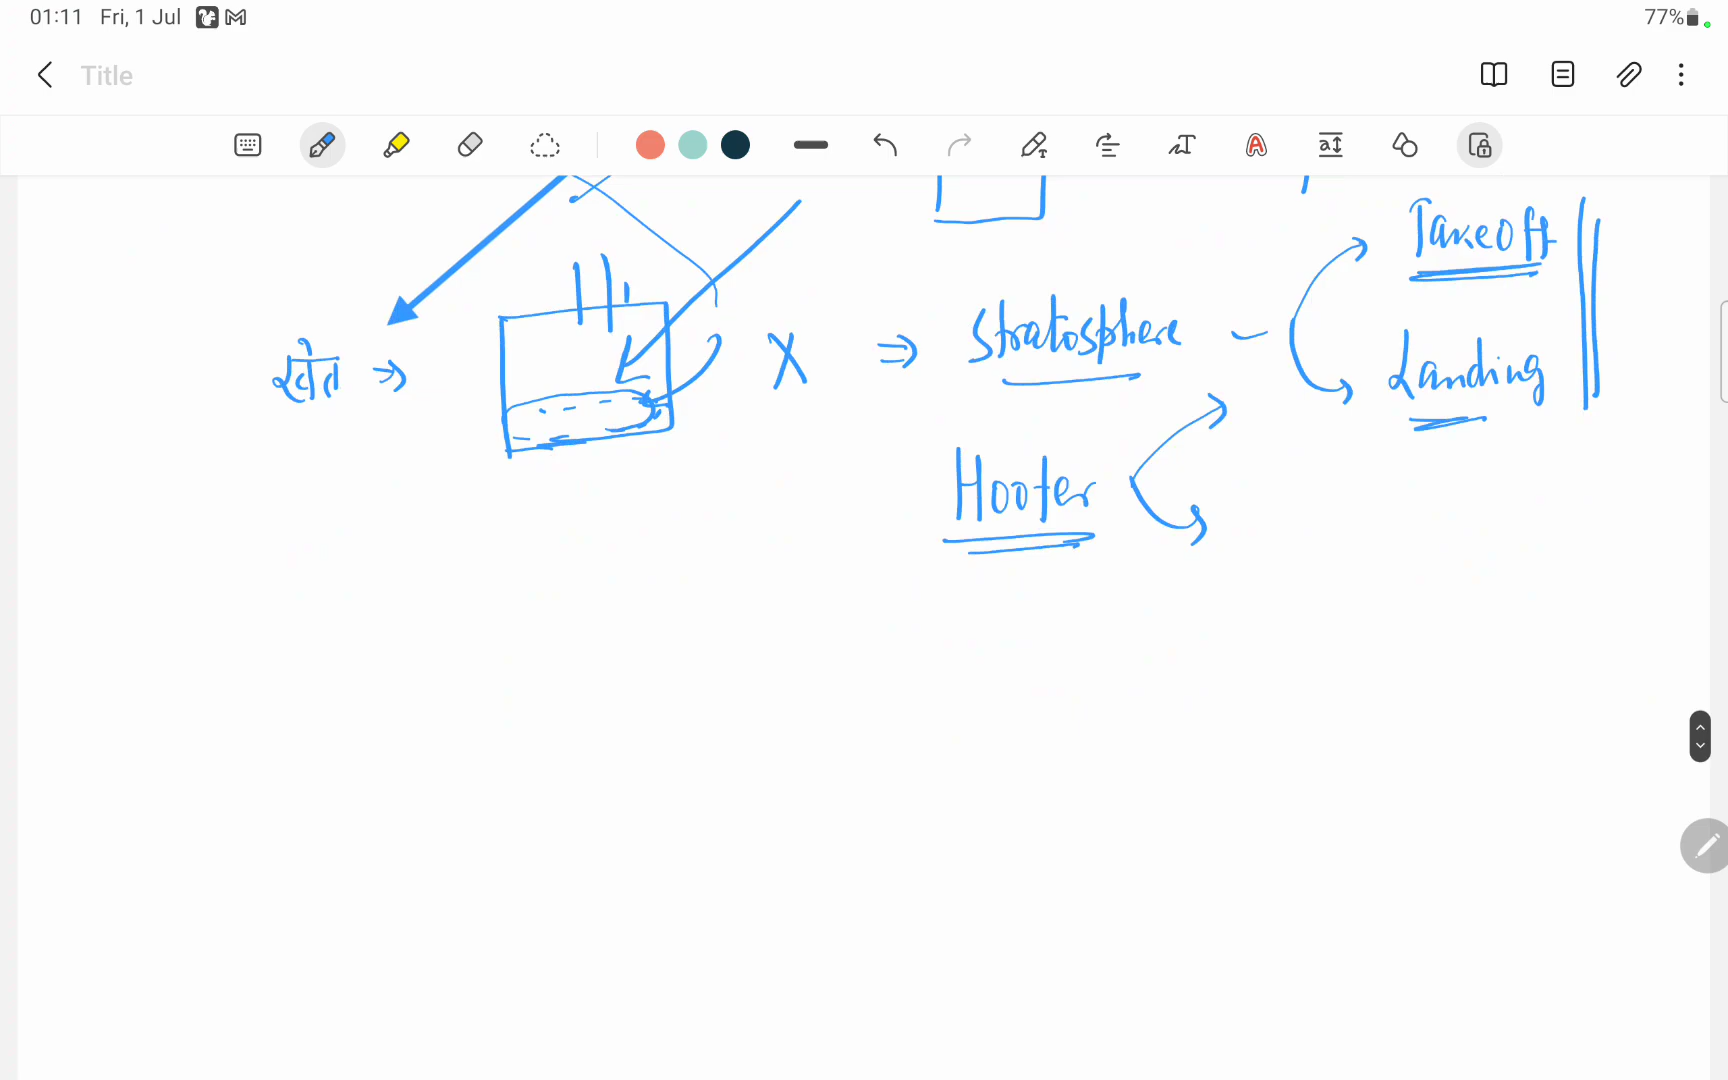 01:11 Fri, 1 Jul
77%
Title
Takeoff
Stratosphere
Landing
Hooter